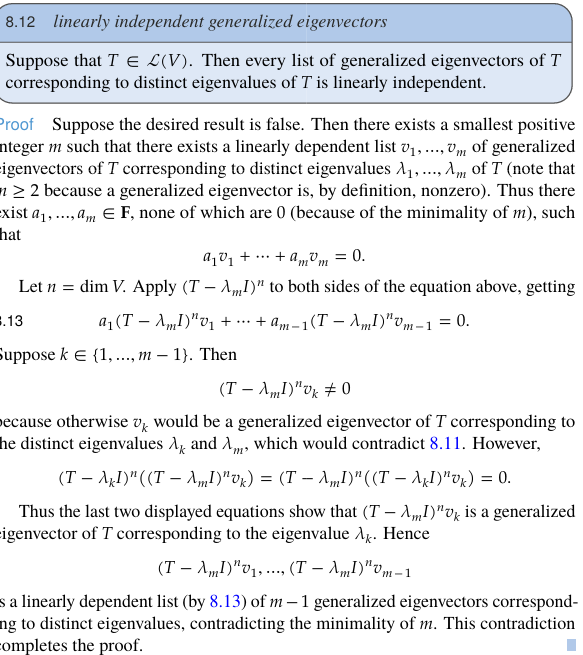 8.12 linearly independent generalized eigenvectors
Suppose that T ∈ ℒ(V). Then every list of generalized eigenvectors of T
corresponding to distinct eigenvalues of T is linearly independent.
Proof Suppose the desired result is false. Then there exists a smallest positive
integer m such that there exists a linearly dependent list v₁, ..., vₘ of generalized
eigenvectors of T corresponding to distinct eigenvalues λ₁, ..., λₘ of T (note that
m ≥ 2 because a generalized eigenvector is, by definition, nonzero). Thus there
exist a₁, ..., aₘ ∈ F, none of which are 0 (because of the minimality of m), such
that
a₁v₁ + ⋯ + aₘvₘ = 0.
Let n = dim V. Apply (T − λₘI)ⁿ to both sides of the equation above, getting
8.13 a₁(T − λₘI)ⁿv₁ + ⋯ + aₘ₋₁(T − λₘI)ⁿvₘ₋₁ = 0.
Suppose k ∈ {1, ..., m − 1}. Then
(T − λₘI)ⁿvₖ ≠ 0
because otherwise vₖ would be a generalized eigenvector of T corresponding to
the distinct eigenvalues λₖ and λₘ, which would contradict 8.11. However,
(T − λₖI)ⁿ((T − λₘI)ⁿvₖ) = (T − λₘI)ⁿ((T − λₖI)ⁿvₖ) = 0.
Thus the last two displayed equations show that (T − λₘI)ⁿvₖ is a generalized
eigenvector of T corresponding to the eigenvalue λₖ. Hence
(T − λₘI)ⁿv₁, ..., (T − λₘI)ⁿvₘ₋₁
is a linearly dependent list (by 8.13) of m − 1 generalized eigenvectors correspond-
ing to distinct eigenvalues, contradicting the minimality of m. This contradiction
completes the proof.